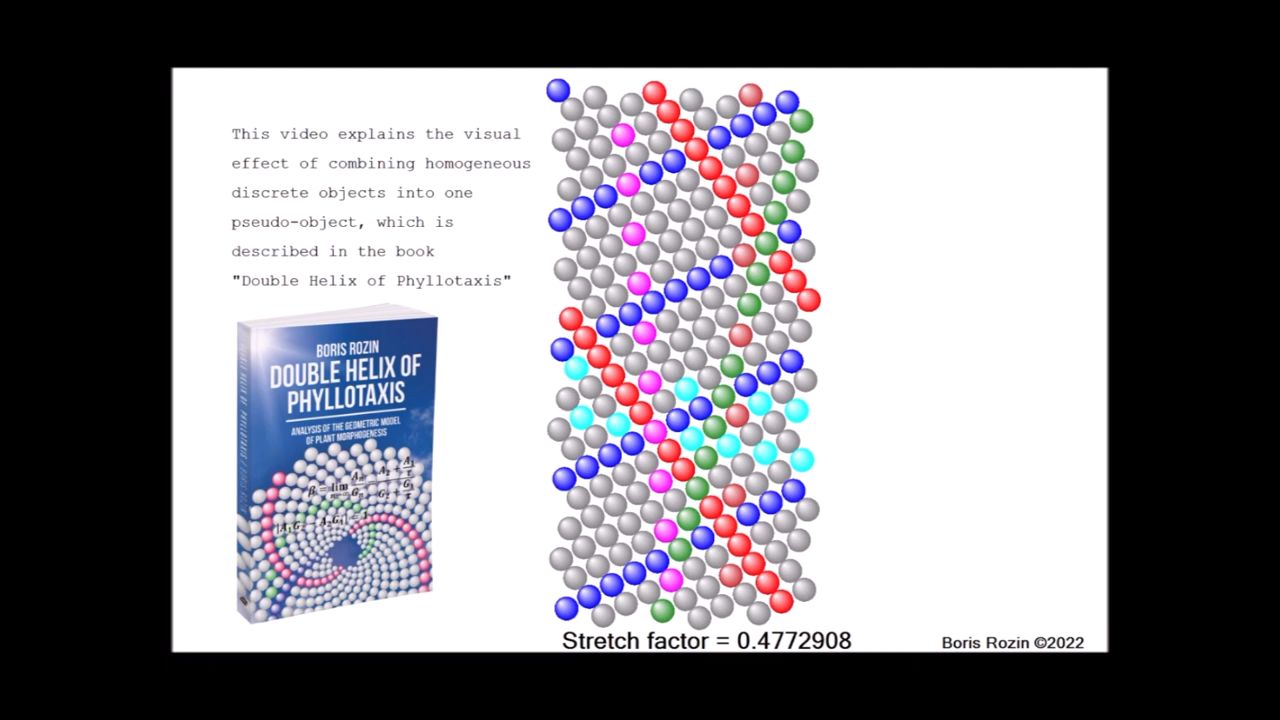 This video explains the visual
effect of combining homogeneous
discrete objects into one
pseudo-object, which is
described in the book
"Double Helix of Phyllotaxis"
BORIS ROZIN
DOUBLE HELIX OF
PHYLLOTAXIS
ANALYSIS OF THE GEOMETRIC MODEL
OF PLANT MORPHOGENESIS
Stretch factor = 0.4772908
Boris Rozin ©2022